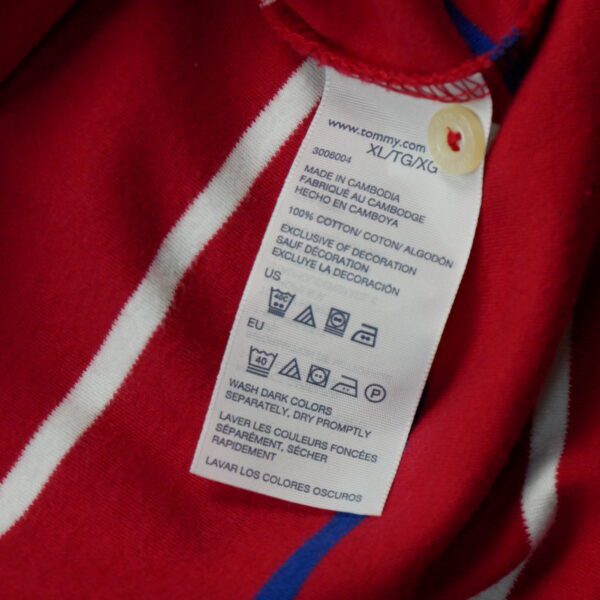 www.tommy.com
XL/TG/XG
3006004
MADE IN CAMBODIA
FABRIQUÉ AU CAMBODGE
HECHO EN CAMBOYA
100% COTTON/ COTON/ ALGODÓN
EXCLUSIVE OF DECORATION
SAUF DÉCORATION
EXCLUYE LA DECORACIÓN
US
40C
EU
40
P
WASH DARK COLORS
SEPARATELY, DRY PROMPTLY
LAVER LES COULEURS FONCÉES
SÉPARÉMENT, SÉCHER
RAPIDEMENT
LAVAR LOS COLORES OSCUROS